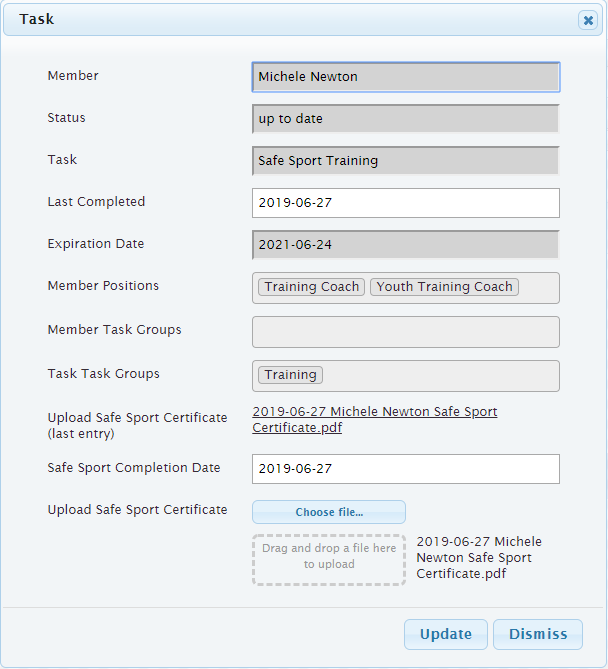 Task
Member
Michele Newton
Status
up to date
Task
Safe Sport Training
Last Completed
2019-06-27
Expiration Date
2021-06-24
Member Positions
Training Coach Youth Training Coach
Member Task Groups
Task Task Groups
Training
Upload Safe Sport Certificate
(last entry)
2019-06-27 Michele Newton Safe Sport
Certificate.pdf
Safe Sport Completion Date
2019-06-27
Upload Safe Sport Certificate
Choose file...
Drag and drop a file here
to upload
2019-06-27 Michele
Newton Safe Sport
Certificate.pdf
Update Dismiss